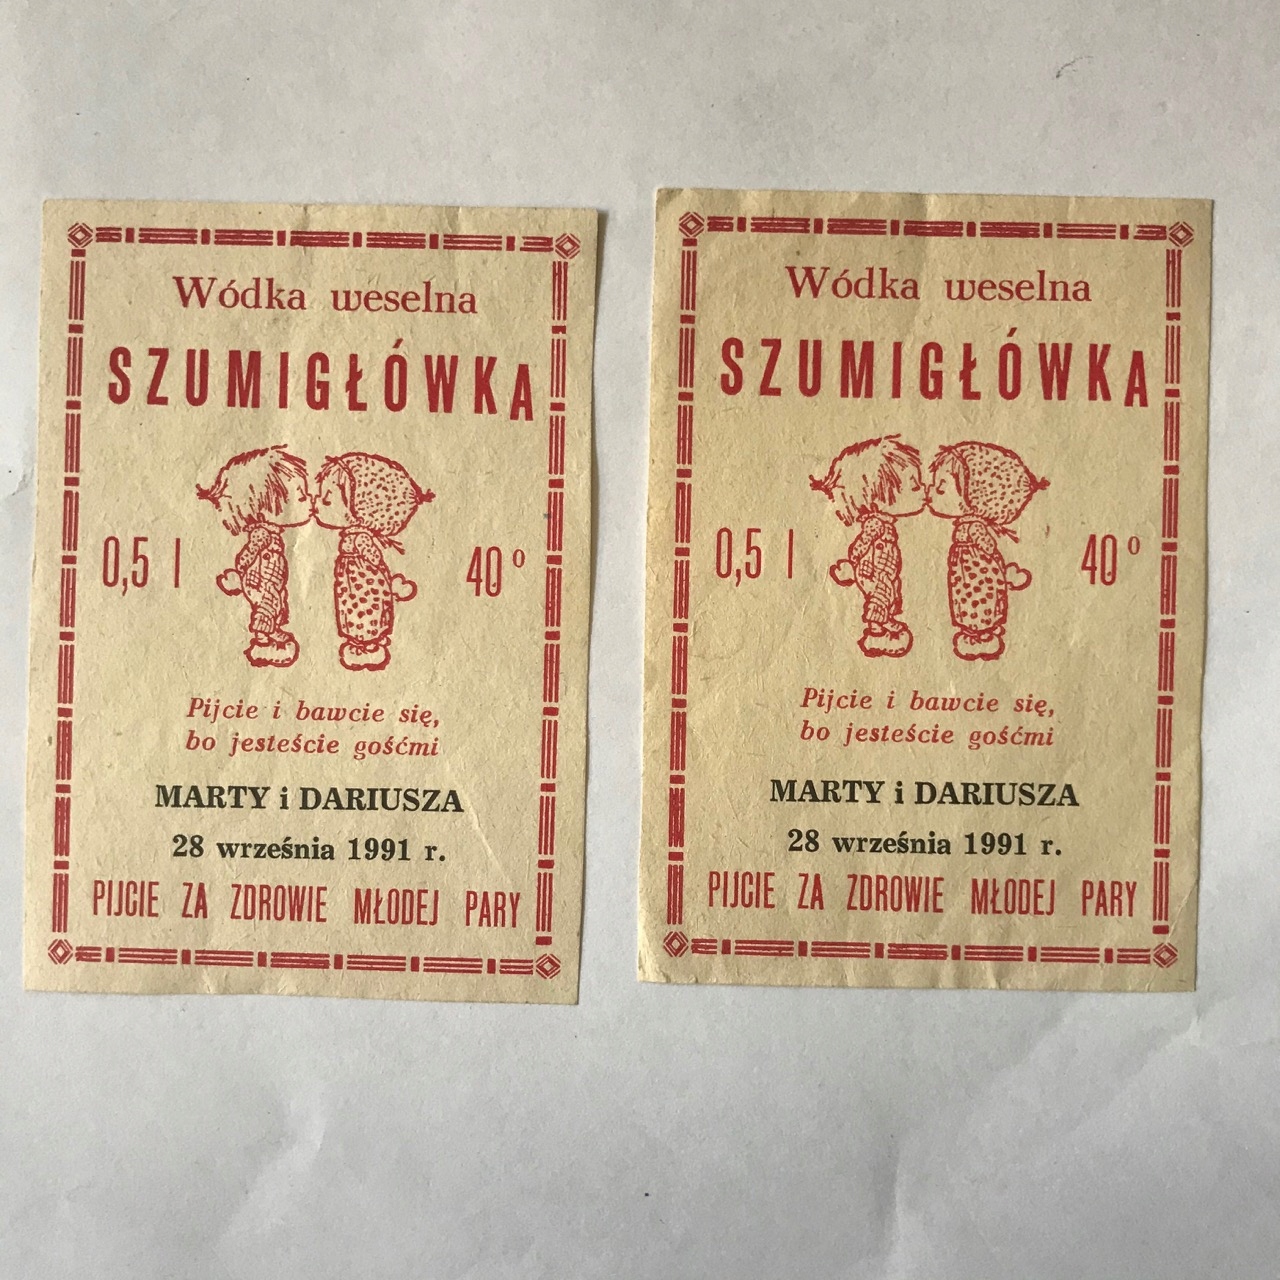 Wódka weselna
SZUMIGŁÓWKA
0,5 l 40°
Pijcie i bawcie się,
bo jesteście gośćmi
MARTY i DARIUSZA
28 września 1991 r.
PIJCIE ZA ZDROWIE MŁODEJ PARY
Wódka weselna
SZUMIGŁÓWKA
0,5 l 40°
Pijcie i bawcie się,
bo jesteście gośćmi
MARTY i DARIUSZA
28 września 1991 r.
PIJCIE ZA ZDROWIE MŁODEJ PARY